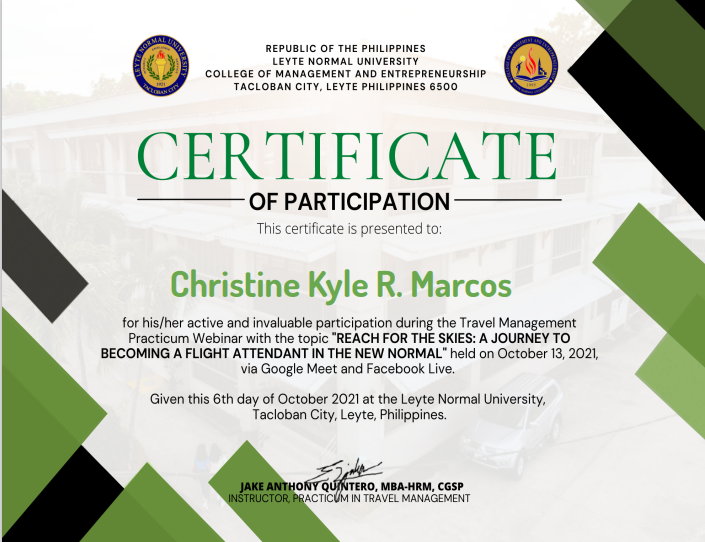 REPUBLIC OF THE PHILIPPINES
LEYTE NORMAL UNIVERSITY
COLLEGE OF MANAGEMENT AND ENTREPRENEURSHIP
TACLOBAN CITY, LEYTE PHILIPPINES 6500
LEYTE NORMAL UNIVERSITY
TACLOBAN CITY
CERTIFICATE
OF PARTICIPATION
This certificate is presented to:
Christine Kyle R. Marcos
for his/her active and invaluable participation during the Travel Management
Practicum Webinar with the topic "REACH FOR THE SKIES: A JOURNEY TO
BECOMING A FLIGHT ATTENDANT IN THE NEW NORMAL" held on October 13, 2021,
via Google Meet and Facebook Live.
Given this 6th day of October 2021 at the Leyte Normal University,
Tacloban City, Leyte, Philippines.
JAKE ANTHONY QUINTERO, MBA-HRM, CGSP
INSTRUCTOR, PRACTICUM IN TRAVEL MANAGEMENT